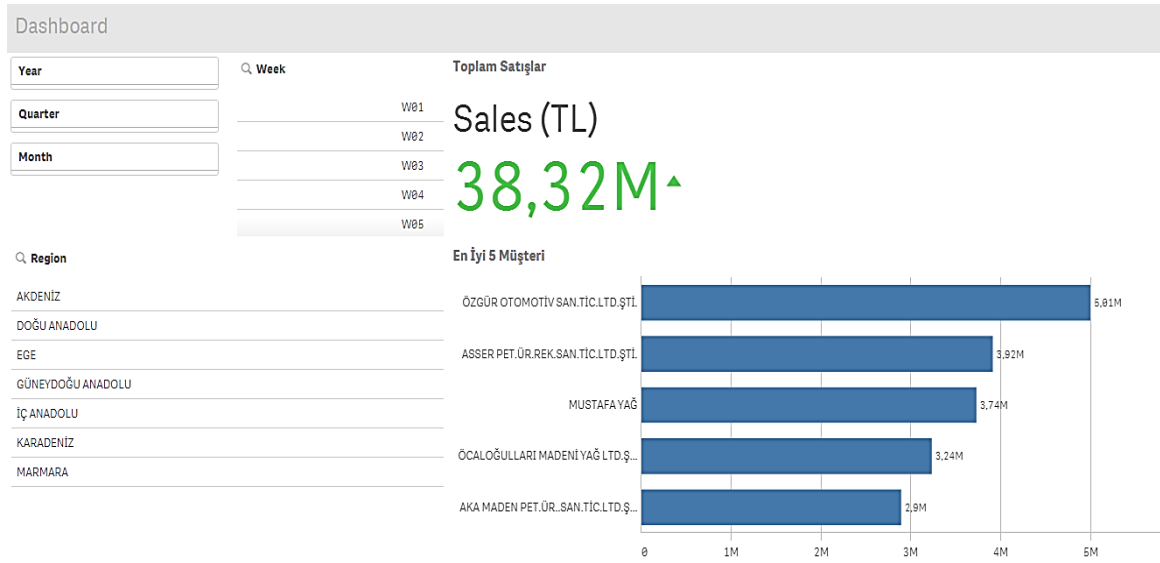 Dashboard
Year
Quarter
Month
Week
W01
W02
W03
W04
W05
Toplam Satışlar
Sales (TL)
38,32M
Region
AKDENİZ
DOĞU ANADOLU
EGE
GÜNEYDOĞU ANADOLU
İÇ ANADOLU
KARADENİZ
MARMARA
En İyi 5 Müşteri
ÖZGÜR OTOMOTİV SAN.TİC.LTD.ŞTİ. 5,01M
ASSER PET.ÜR.REK.SAN.TİC.LTD.ŞTİ. 3,92M
MUSTAFA YAĞ 3,74M
ÖCALOĞULLARI MADENİ YAĞ LTD.Ş... 3,24M
AKA MADEN PET.ÜR..SAN.TİC.LTD.Ş... 2,9M
0 1M 2M 3M 4M 5M